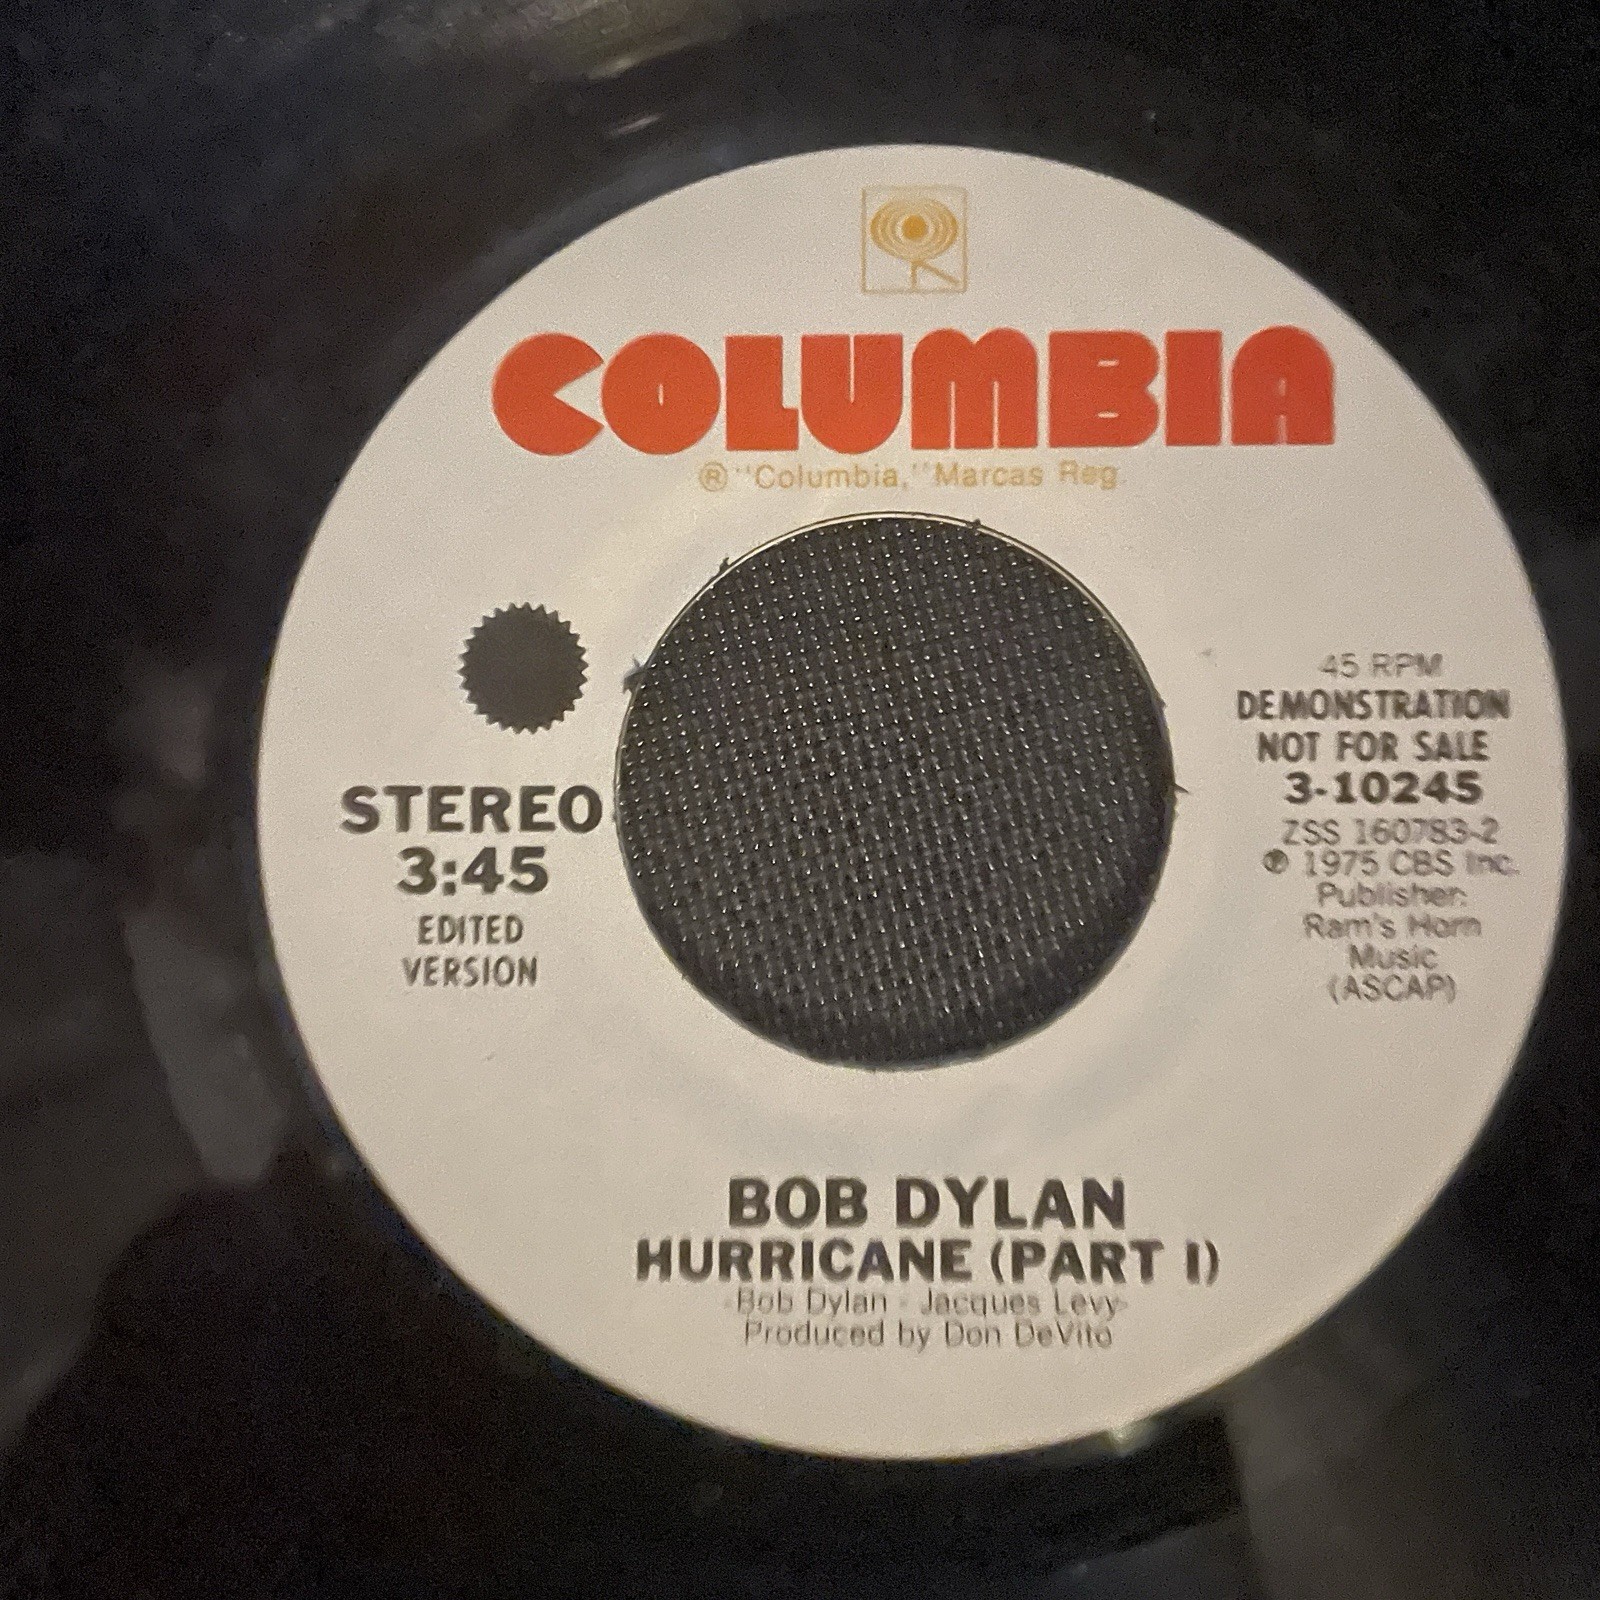 COLUMBIA
® "Columbia," Marcas Reg.
STEREO
3:45
EDITED
VERSION
45 RPM
DEMONSTRATION
NOT FOR SALE
3-10245
ZSS 160783-2
℗ 1975 CBS Inc.
Publisher:
Ram's Horn
Music
(ASCAP)
BOB DYLAN
HURRICANE (PART I)
-Bob Dylan - Jacques Levy-
Produced by Don DeVito